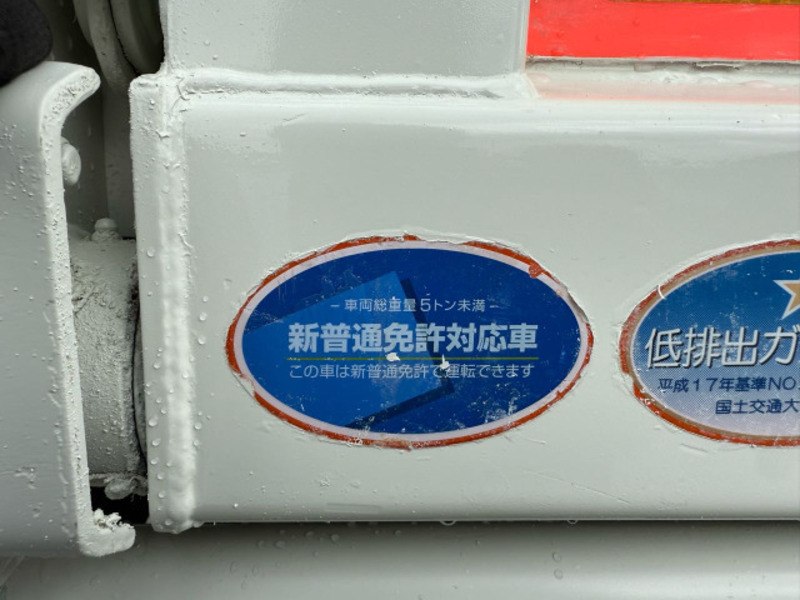 －車両総重量5トン未満－
新普通免許対応車
この車は新普通免許で運転できます
低排出ガ
平成17年基準NO
国土交通大